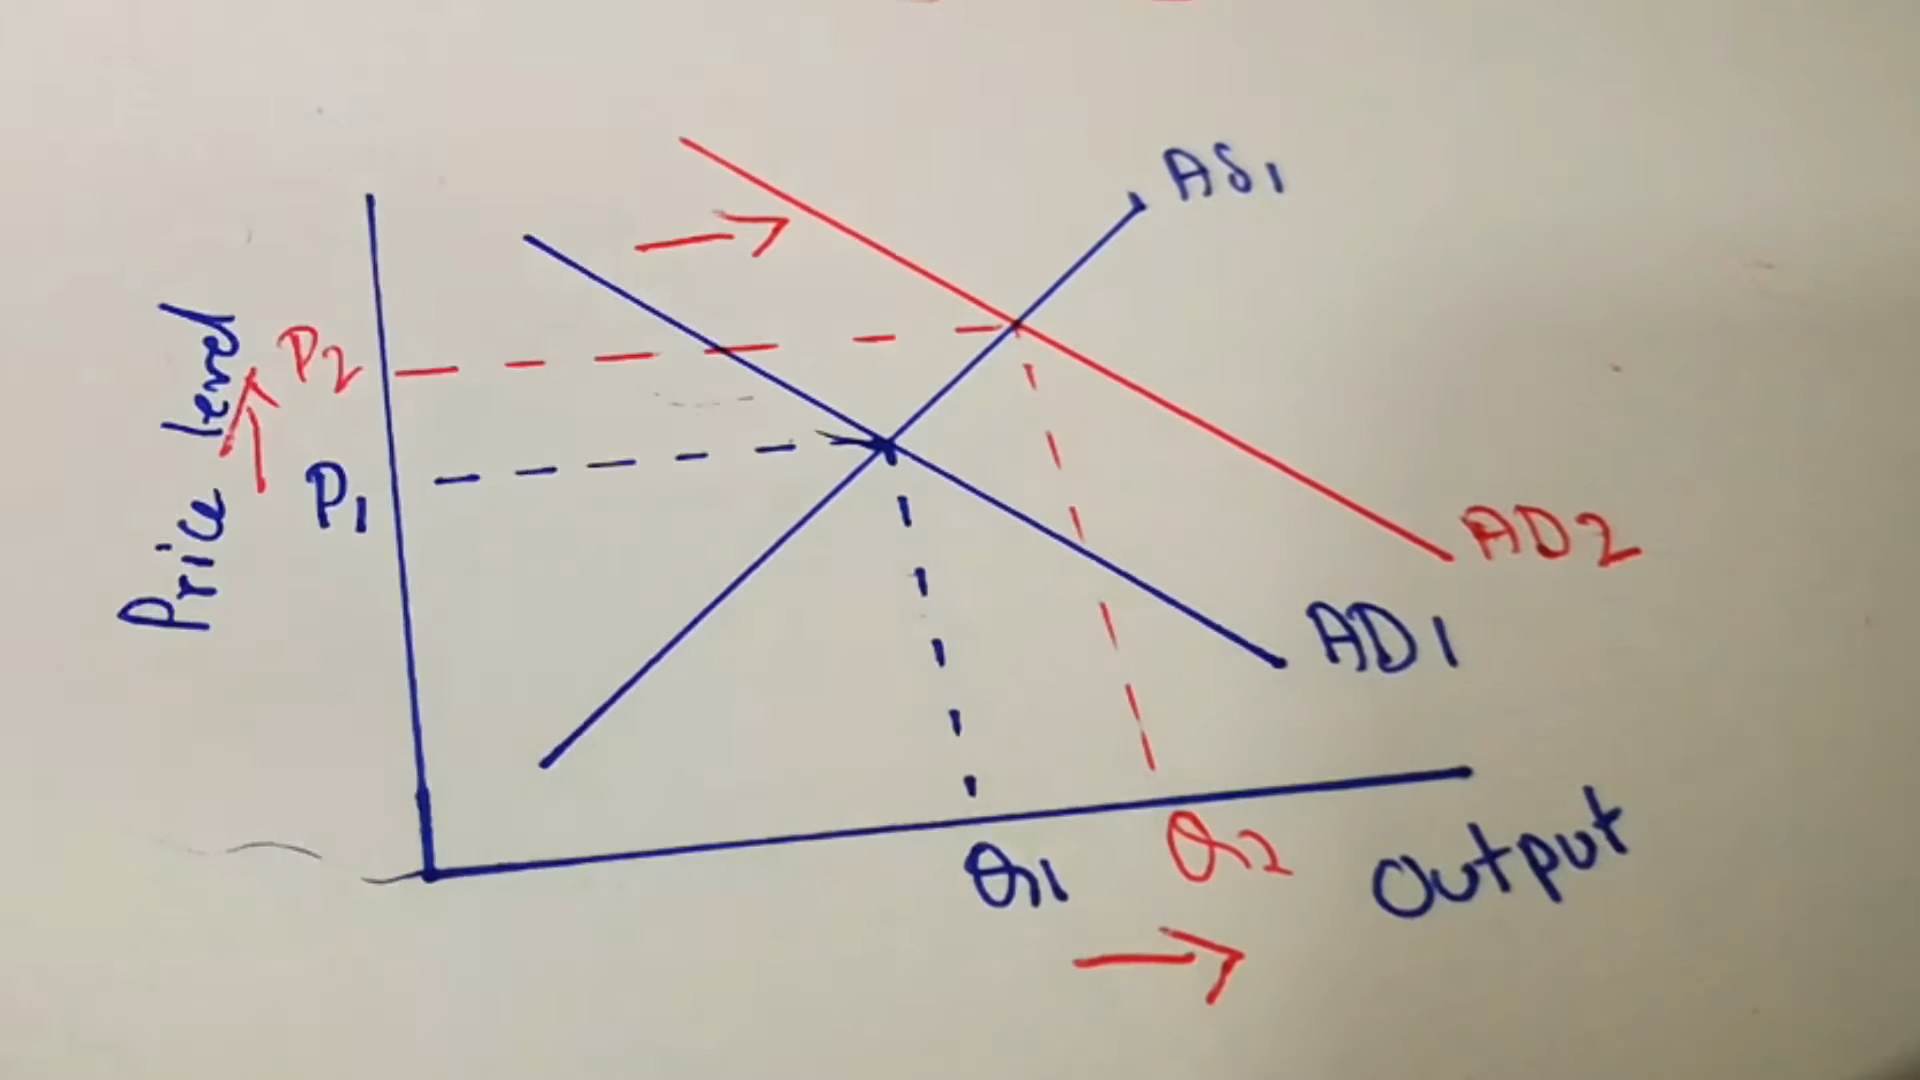 AS1
Price level
P2
P1
AD2
AD1
Q1
Q2
Output